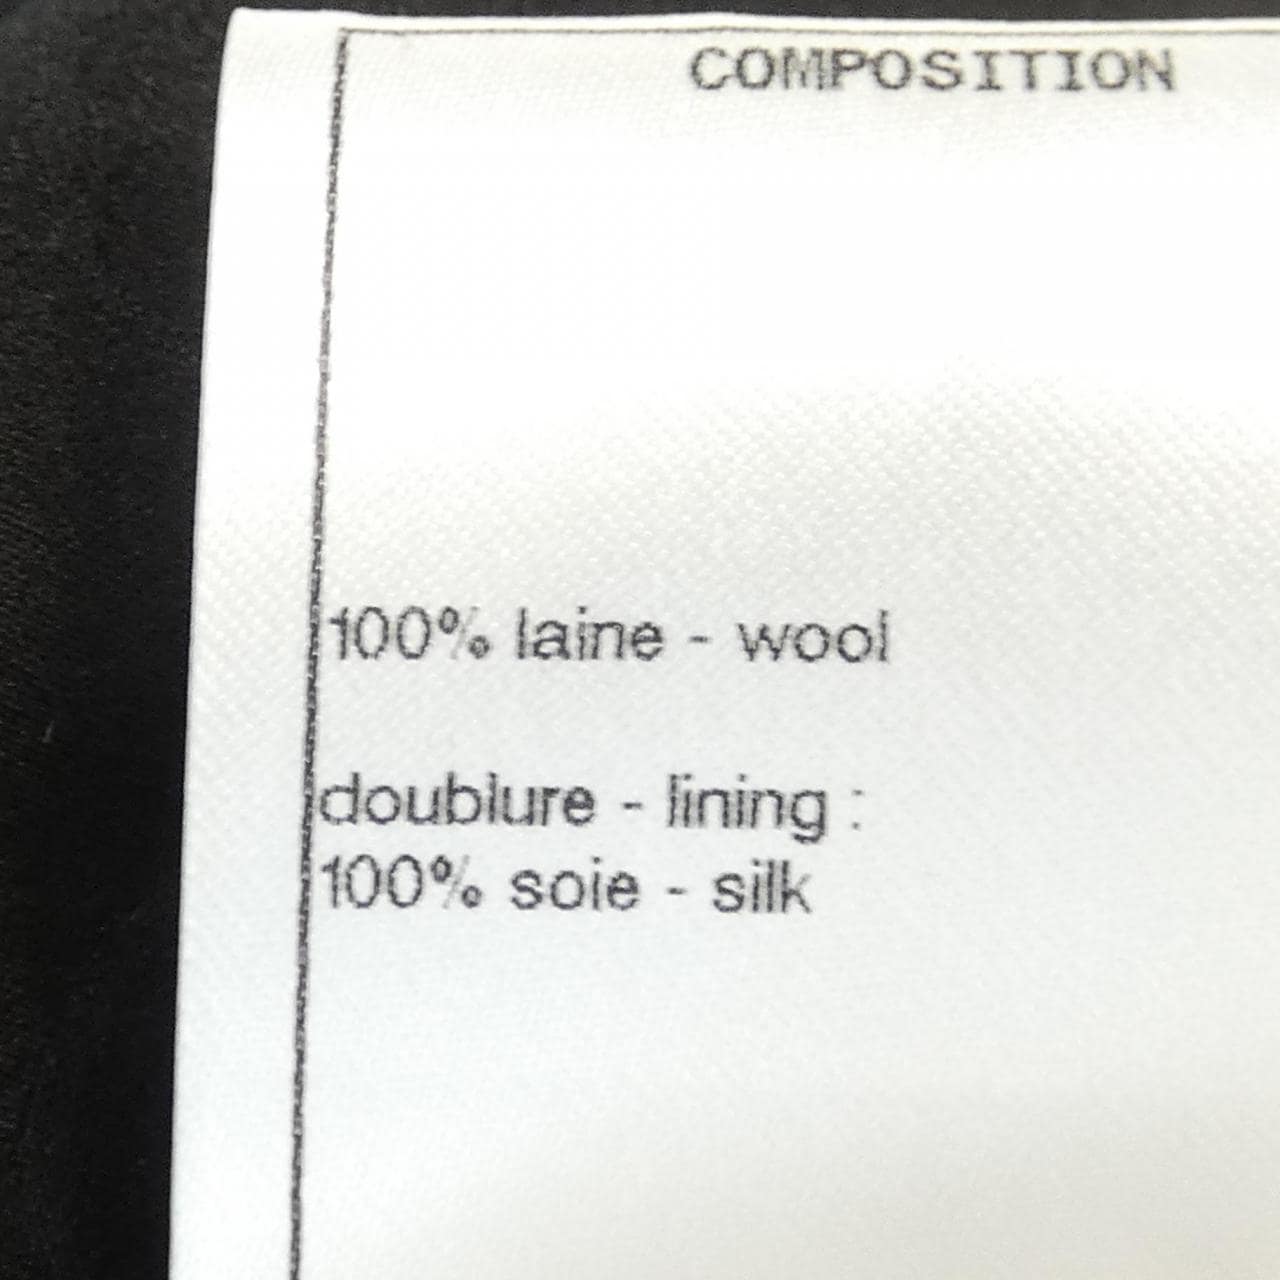 COMPOSITION
100% laine - wool
doublure - lining :
100% soie - silk